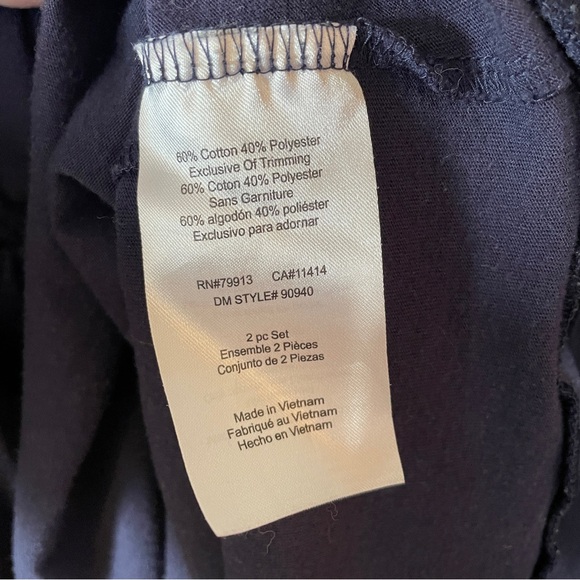 60% Cotton 40% Polyester
Exclusive Of Trimming
60% Coton 40% Polyester
Sans Garniture
60% algodón 40% poliéster
Exclusivo para adornar
RN#79913 CA#11414
DM STYLE# 90940
2 pc Set
Ensemble 2 Pièces
Conjunto de 2 Piezas
Made in Vietnam
Fabriqué au Vietnam
Hecho en Vietnam